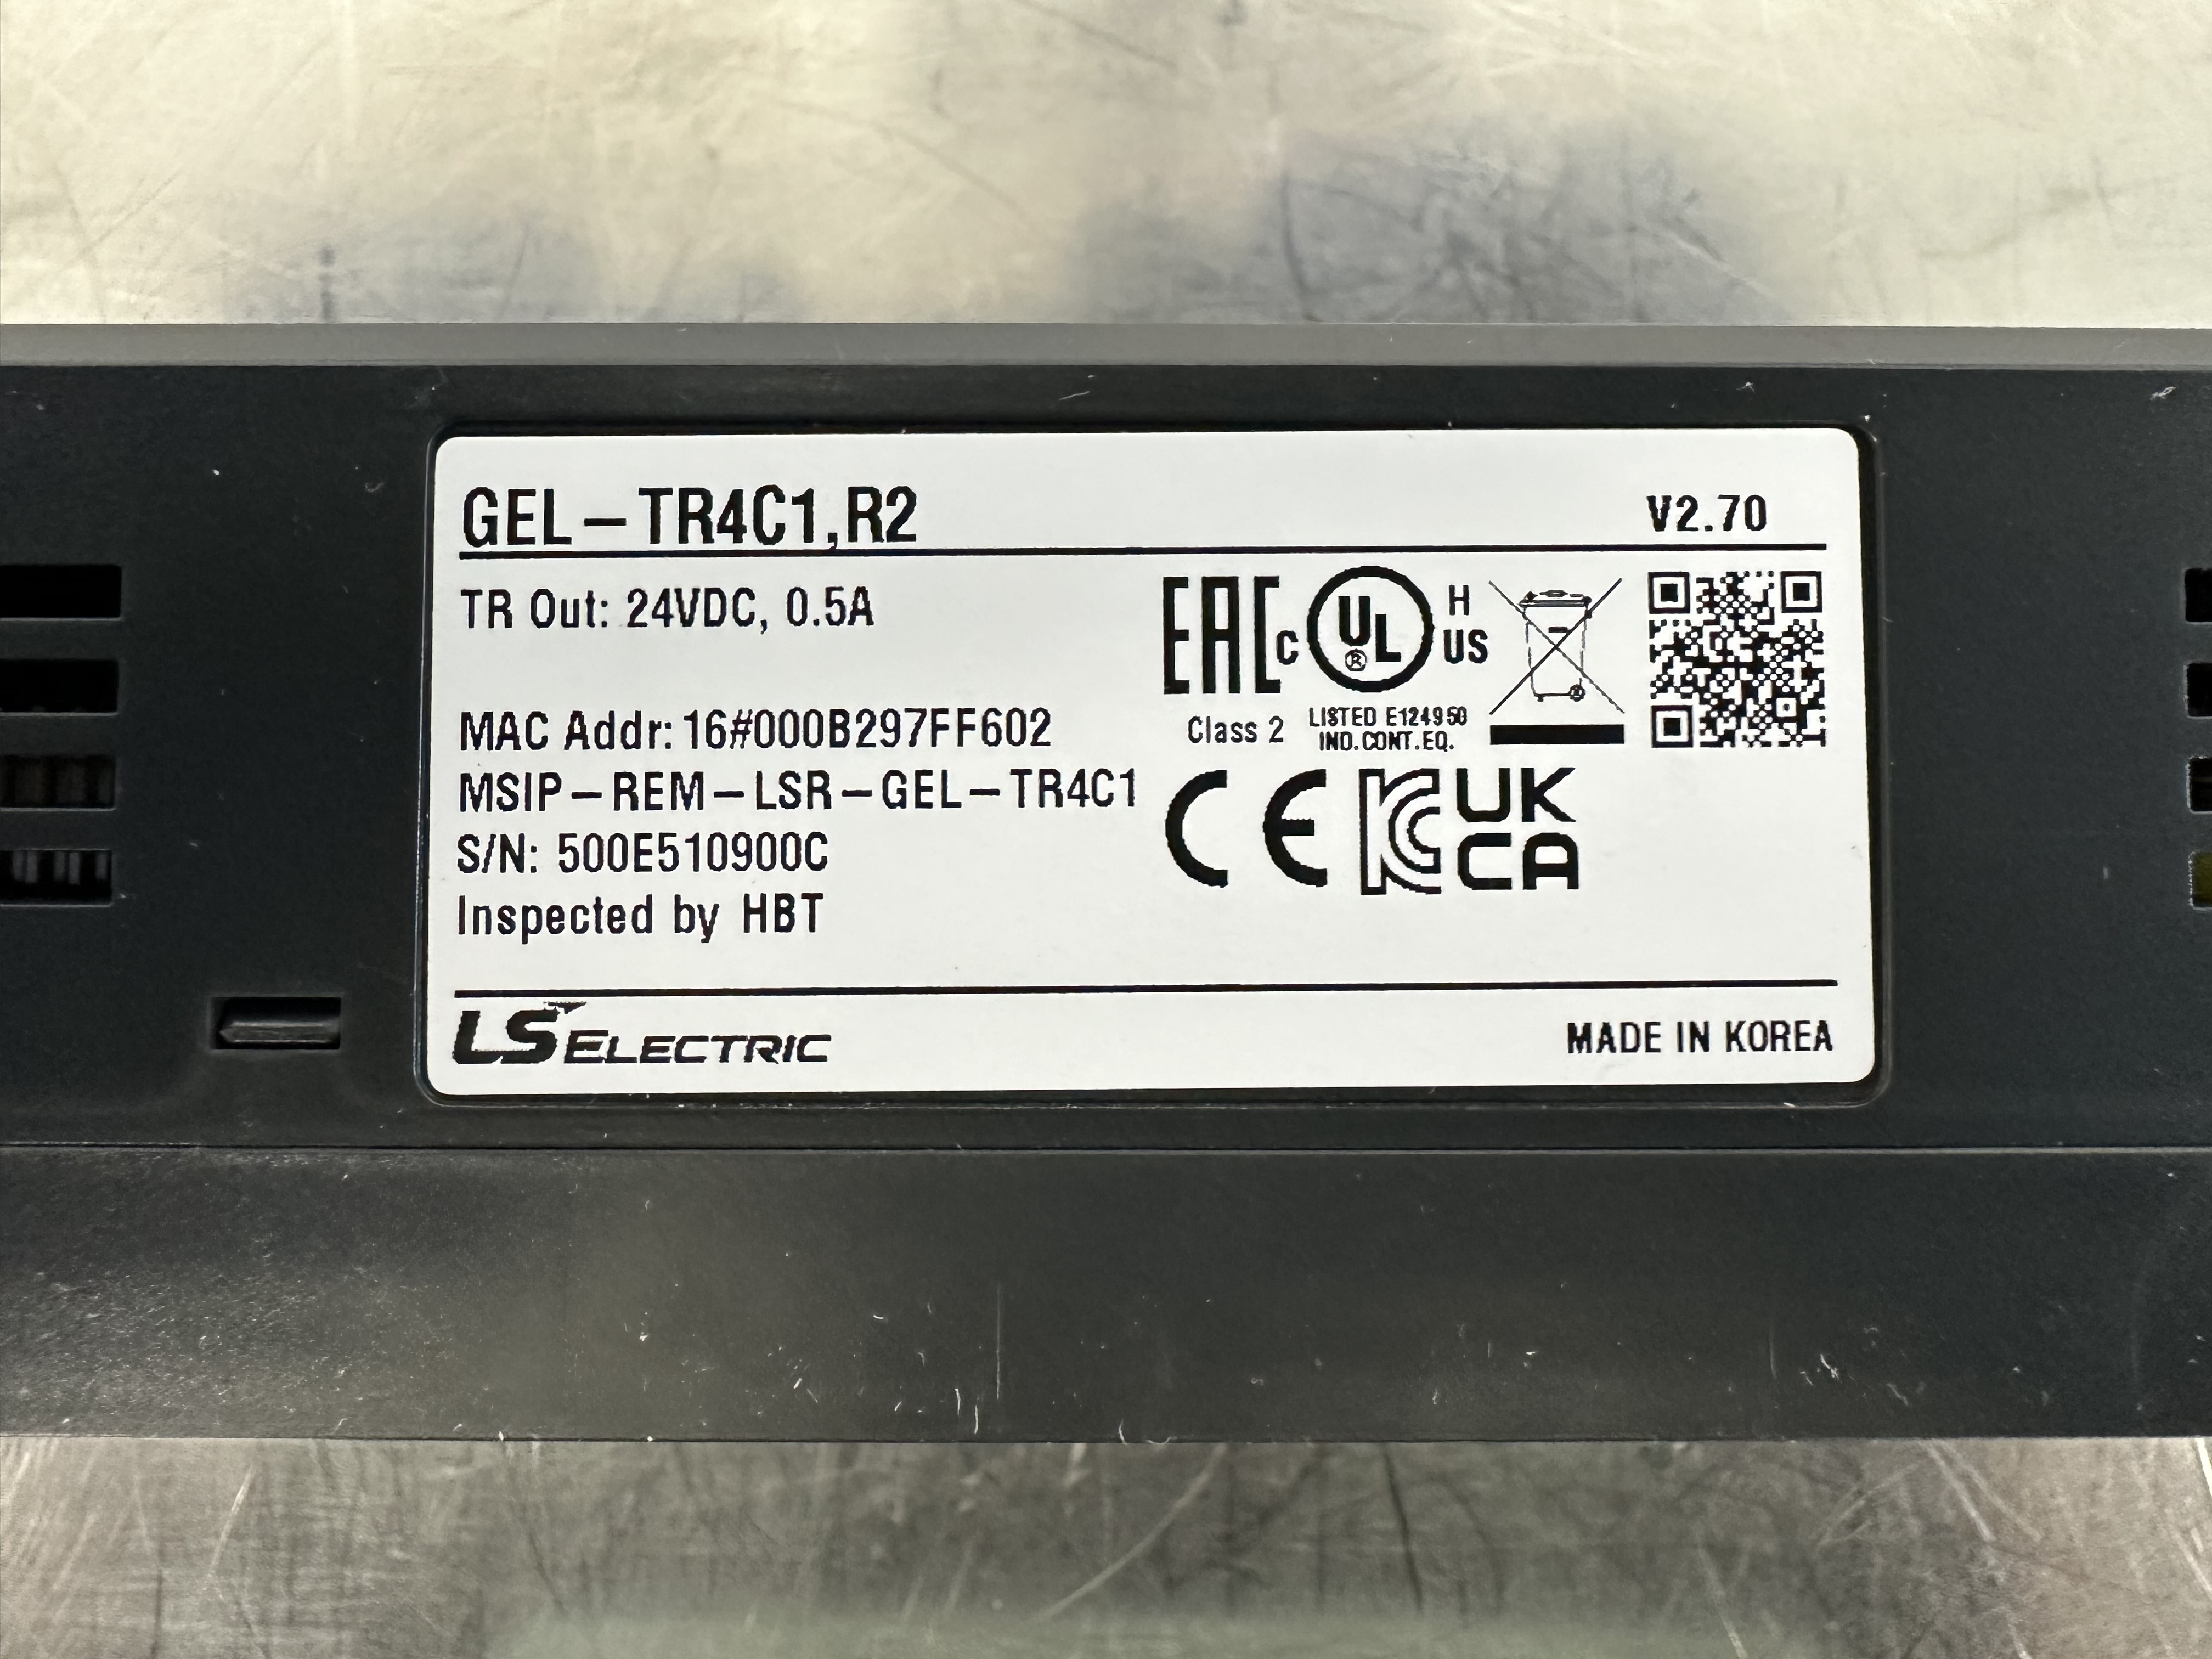 GEL-TR4C1,R2 V2.70
TR Out: 24VDC, 0.5A
EAC C UL ® H US
Class 2 LISTED E124950
IND.CONT.EQ.
MAC Addr: 16#000B297FF602
MSIP-REM-LSR-GEL-TR4C1
CE KC UK CA
S/N: 500E510900C
Inspected by HBT
LS ELECTRIC MADE IN KOREA